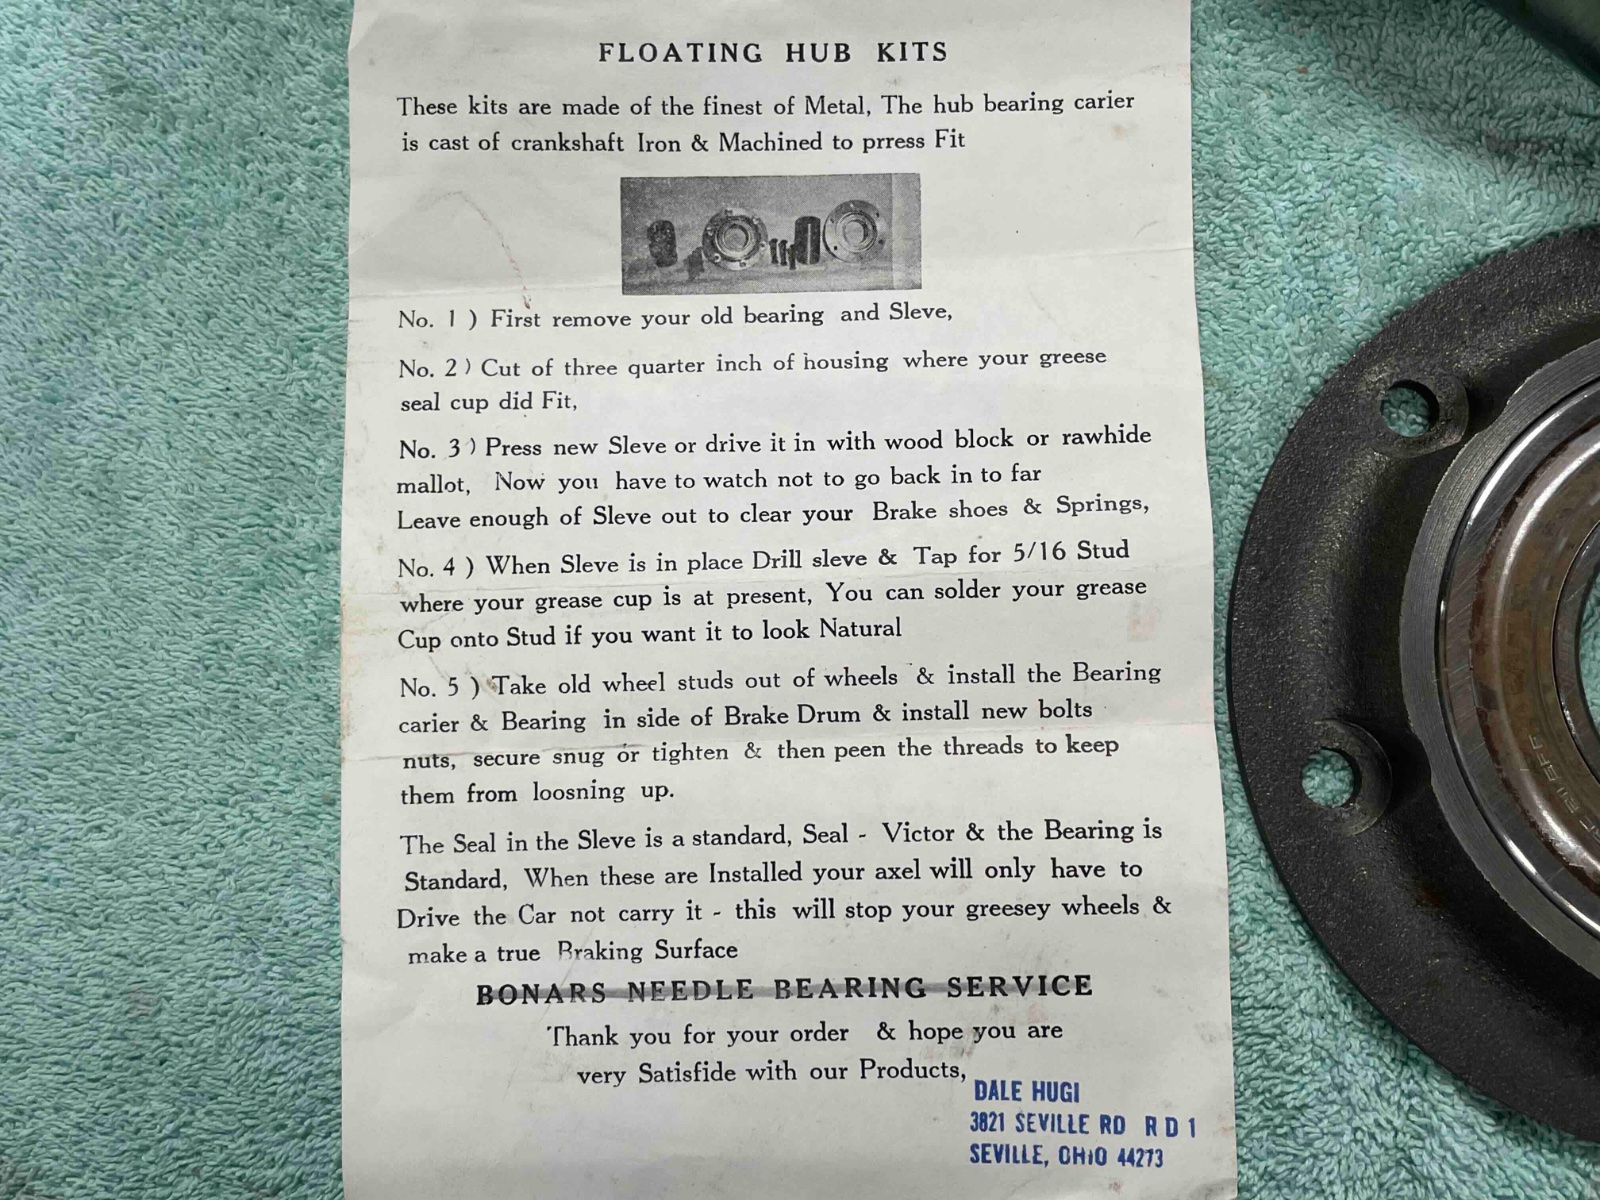 FLOATING HUB KITS
These kits are made of the finest of Metal, The hub bearing carier
is cast of crankshaft Iron & Machined to prress Fit
No. 1 ) First remove your old bearing and Sleve,
No. 2 ) Cut of three quarter inch of housing where your greese
seal cup did Fit,
No. 3 ) Press new Sleve or drive it in with wood block or rawhide
mallot, Now you have to watch not to go back in to far
Leave enough of Sleve out to clear your Brake shoes & Springs,
No. 4 ) When Sleve is in place Drill sleve & Tap for 5/16 Stud
where your grease cup is at present, You can solder your grease
Cup onto Stud if you want it to look Natural
No. 5 ) Take old wheel studs out of wheels & install the Bearing
carier & Bearing in side of Brake Drum & install new bolts
nuts, secure snug or tighten & then peen the threads to keep
them from loosning up.
The Seal in the Sleve is a standard, Seal - Victor & the Bearing is
Standard, When these are Installed your axel will only have to
Drive the Car not carry it - this will stop your greesey wheels &
make a true Braking Surface
BONARS NEEDLE BEARING SERVICE
Thank you for your order & hope you are
very Satisfide with our Products,
DALE HUGI
3821 SEVILLE RD R D 1
SEVILLE, OHiO 44273